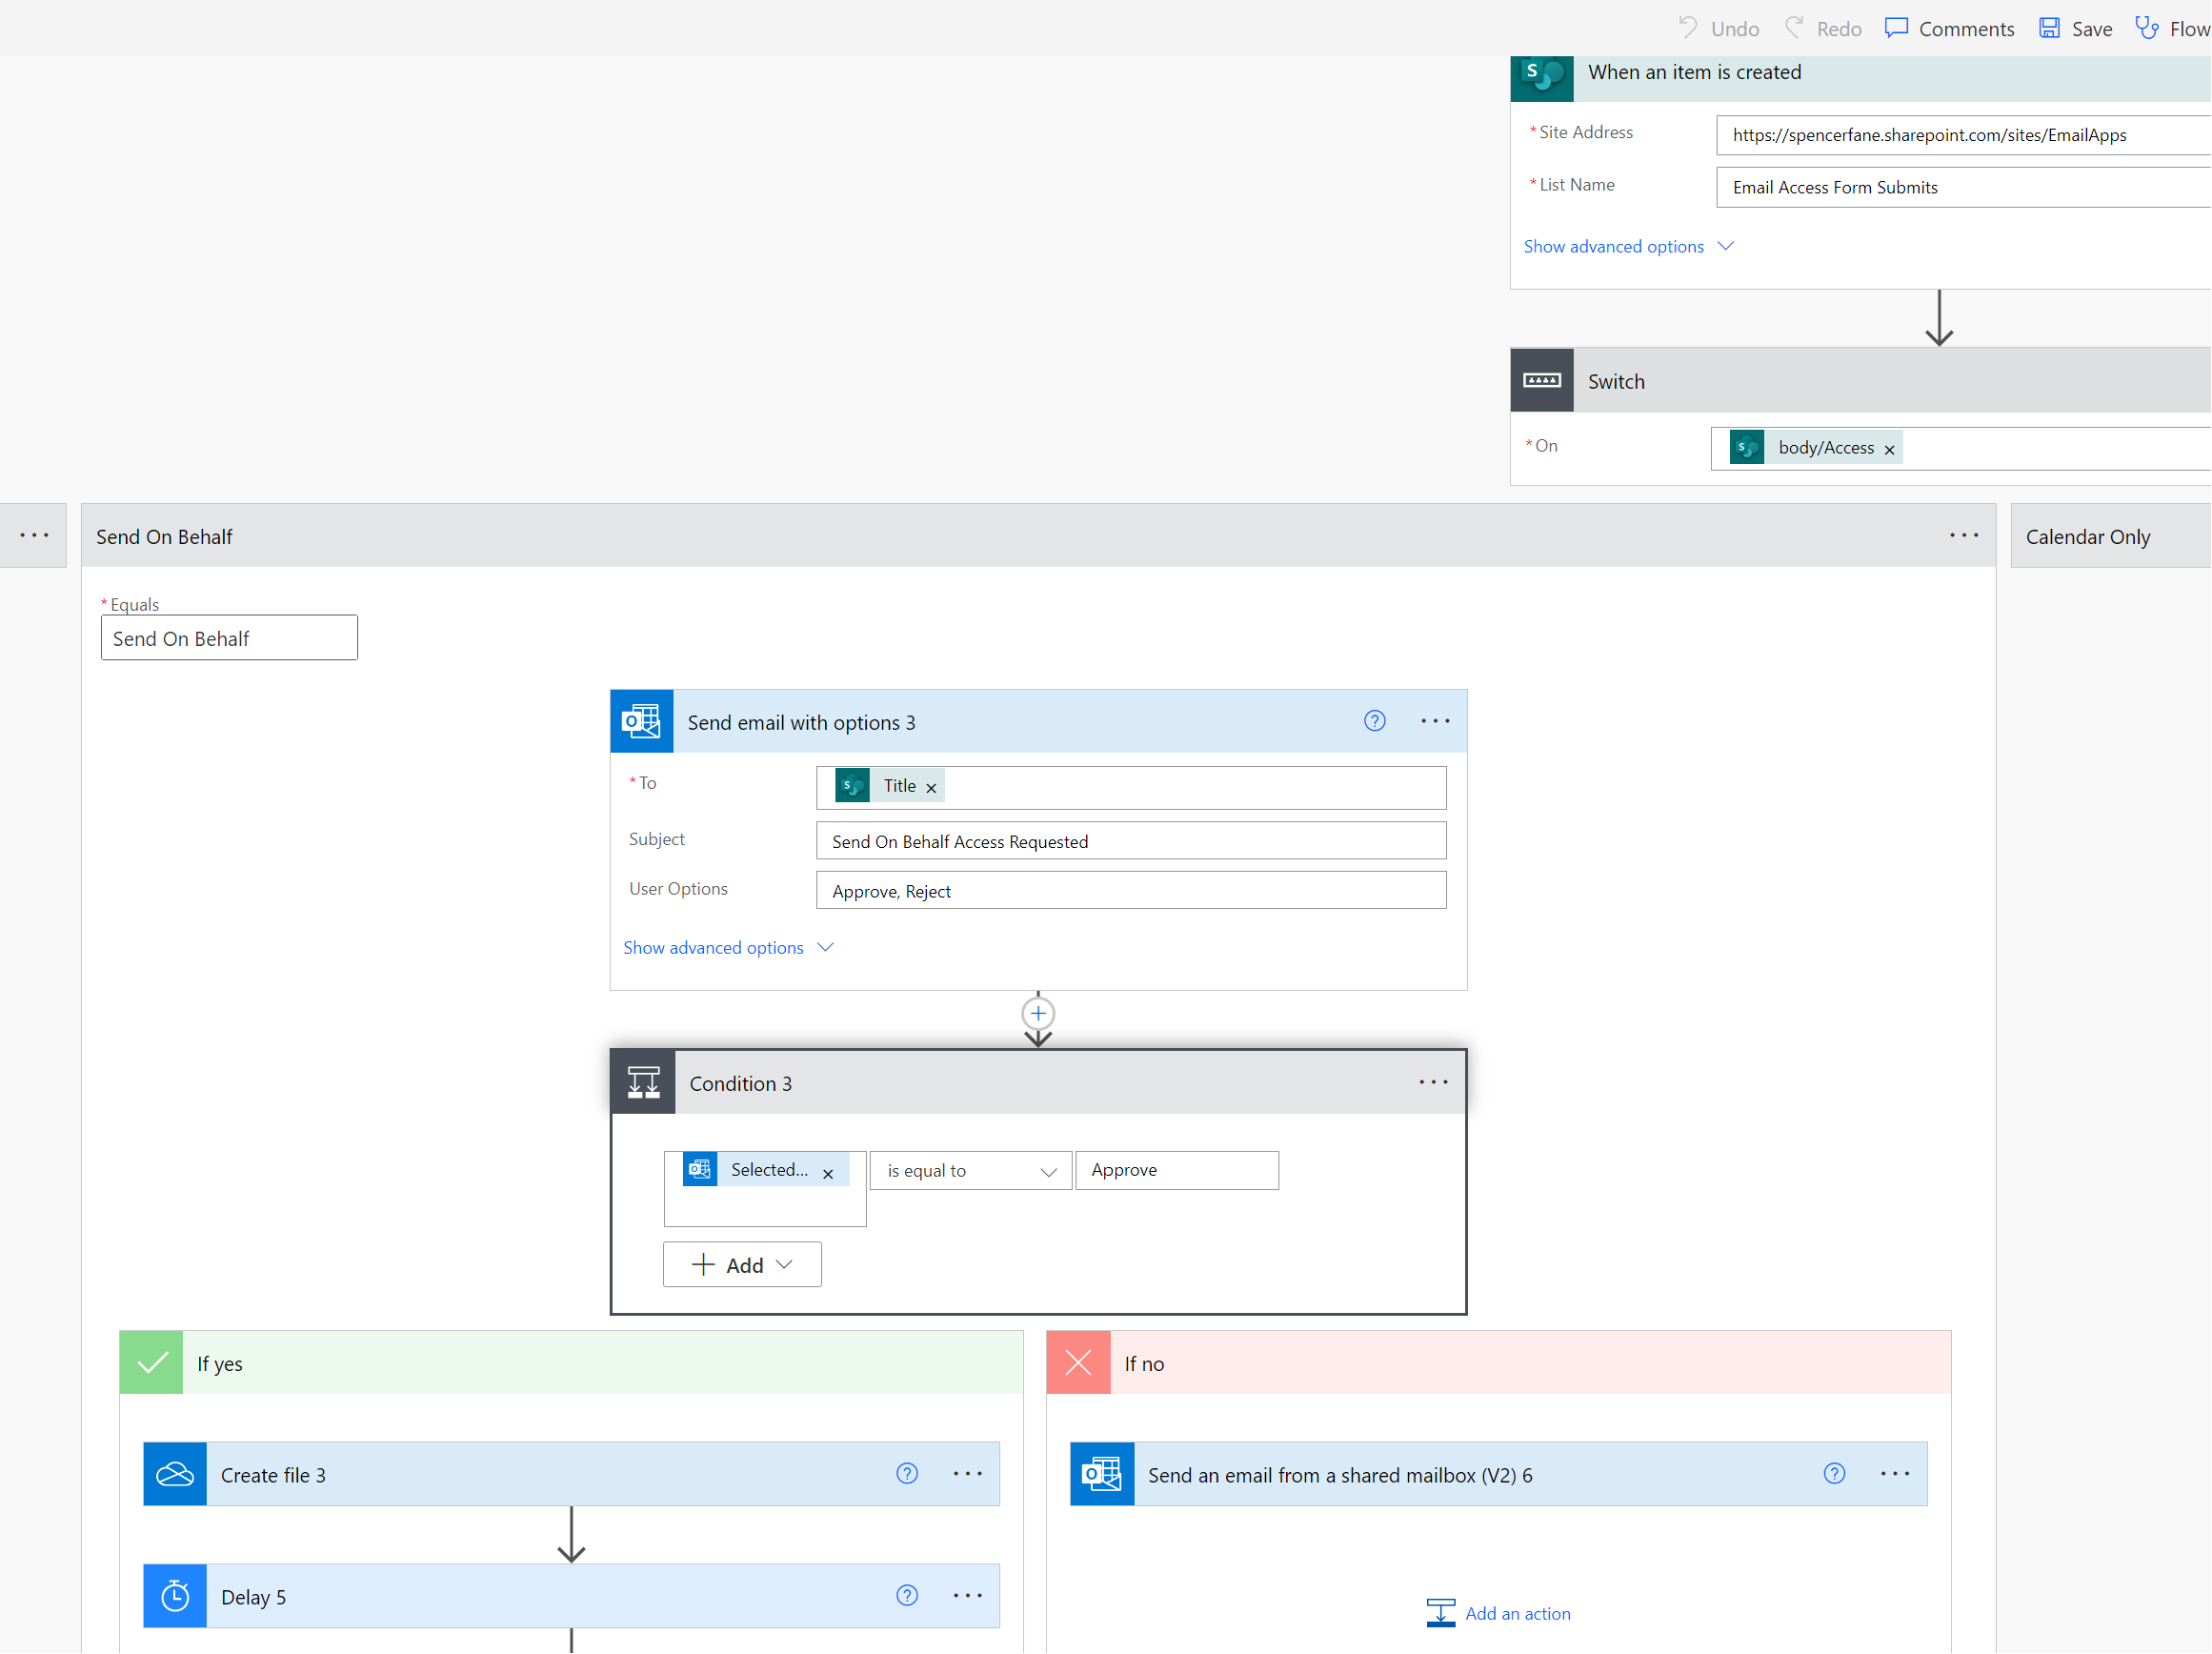 Undo Redo Comments Save Flow
When an item is created
* Site Address https://spencerfane.sharepoint.com/sites/EmailApps
* List Name Email Access Form Submits
Show advanced options
Switch
* On body/Access ×
Send On Behalf
Calendar Only
* Equals
Send On Behalf
Send email with options 3
* To Title ×
Subject Send On Behalf Access Requested
User Options Approve, Reject
Show advanced options
Condition 3
Selected... × is equal to Approve
+ Add
If yes
If no
Create file 3
Send an email from a shared mailbox (V2) 6
Delay 5
Add an action